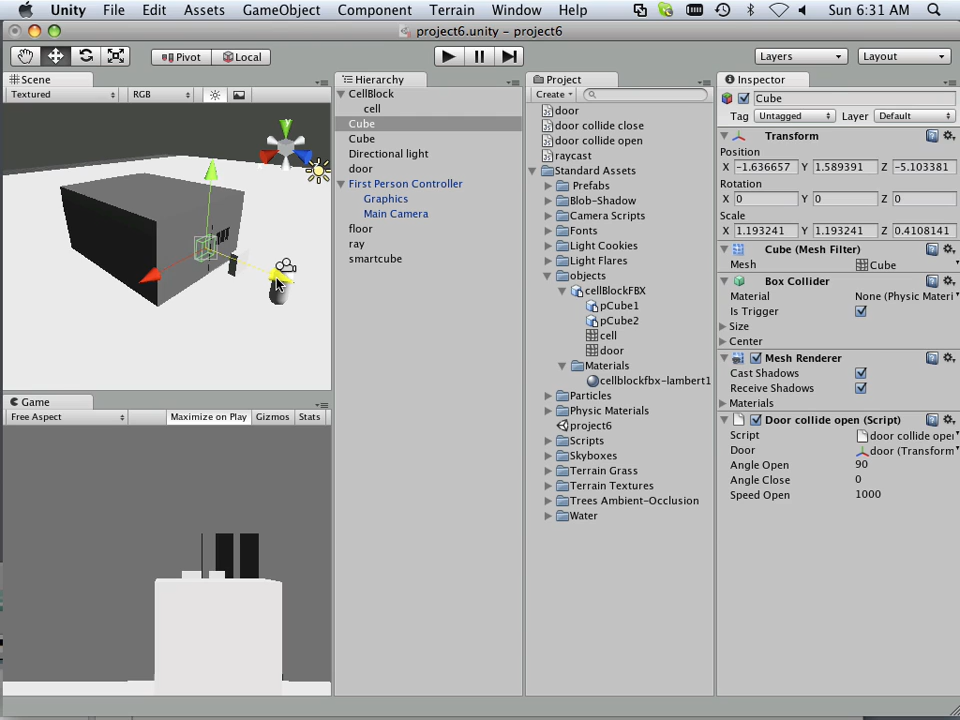 Unity File Edit Assets GameObject Component Terrain Window Help Sun 6:31 AM
project6.unity – project6
Pivot Local Layers Layout
Scene
Textured RGB
Game
Free Aspect Maximize on Play Gizmos Stats
Hierarchy
CellBlock
cell
Cube
Cube
Directional light
door
First Person Controller
Graphics
Main Camera
floor
ray
smartcube
Project
Create
door
door collide close
door collide open
raycast
Standard Assets
Prefabs
Blob-Shadow
Camera Scripts
Fonts
Light Cookies
Light Flares
objects
cellBlockFBX
pCube1
pCube2
cell
door
Materials
cellblockfbx-lambert1
Particles
Physic Materials
project6
Scripts
Skyboxes
Terrain Grass
Terrain Textures
Trees Ambient-Occlusion
Water
Inspector
Cube
Tag Untagged Layer Default
Transform
Position
X -1.636657 Y 1.589391 Z -5.103381
Rotation
X 0 Y 0 Z 0
Scale
X 1.193241 Y 1.193241 Z 0.4108141
Cube (Mesh Filter)
Mesh Cube
Box Collider
Material None (Physic Materi
Is Trigger
Size
Center
Mesh Renderer
Cast Shadows
Receive Shadows
Materials
Door collide open (Script)
Script door collide ope
Door door (Transform
Angle Open 90
Angle Close 0
Speed Open 1000